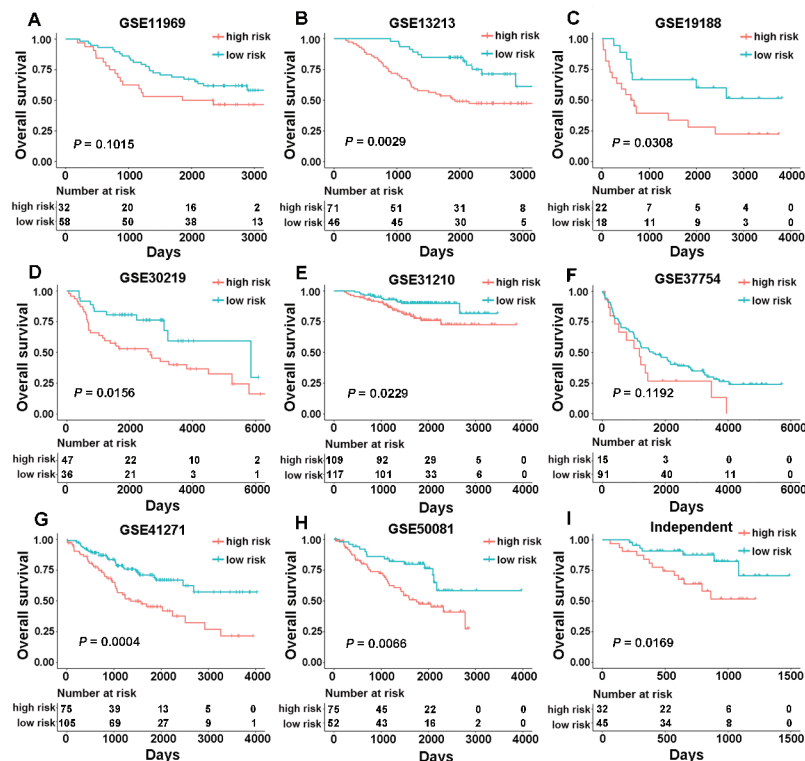 A GSE11969
high risk
low risk
Overall survival
1.00
0.75
0.50
0.25
0.00
P = 0.1015
0 1000 2000 3000
Number at risk
high risk 32 20 16 2
low risk 58 50 38 13
0 1000 2000 3000
Days
B GSE13213
high risk
low risk
Overall survival
1.00
0.75
0.50
0.25
0.00
P = 0.0029
0 1000 2000 3000
Number at risk
high risk 71 51 31 8
low risk 46 45 30 5
0 1000 2000 3000
Days
C GSE19188
high risk
low risk
Overall survival
1.00
0.75
0.50
0.25
0.00
P = 0.0308
0 1000 2000 3000 4000
Number at risk
high risk 22 7 5 4 0
low risk 18 11 9 3 0
0 1000 2000 3000 4000
Days
D GSE30219
high risk
low risk
Overall survival
1.00
0.75
0.50
0.25
0.00
P = 0.0156
0 2000 4000 6000
Number at risk
high risk 47 22 10 2
low risk 36 21 3 1
0 2000 4000 6000
Days
E GSE31210
high risk
low risk
Overall survival
1.00
0.75
0.50
0.25
0.00
P = 0.0229
0 1000 2000 3000 4000
Number at risk
high risk 109 92 29 5 0
low risk 117 101 33 6 0
0 1000 2000 3000 4000
Days
F GSE37754
high risk
low risk
Overall survival
1.00
0.75
0.50
0.25
0.00
P = 0.1192
0 2000 4000 6000
Number at risk
high risk 15 3 0 0
low risk 91 40 11 0
0 2000 4000 6000
Days
G GSE41271
high risk
low risk
Overall survival
1.00
0.75
0.50
0.25
0.00
P = 0.0004
0 1000 2000 3000 4000
Number at risk
high risk 75 39 13 5 0
low risk 105 69 27 9 1
0 1000 2000 3000 4000
Days
H GSE50081
high risk
low risk
Overall survival
1.00
0.75
0.50
0.25
0.00
P = 0.0066
0 1000 2000 3000 4000
Number at risk
high risk 75 45 22 0 0
low risk 52 43 16 2 0
0 1000 2000 3000 4000
Days
I Independent
high risk
low risk
Overall survival
1.00
0.75
0.50
0.25
0.00
P = 0.0169
0 500 1000 1500
Number at risk
high risk 32 22 6
low risk 45 34 8 0
0 500 1000 1500
Days